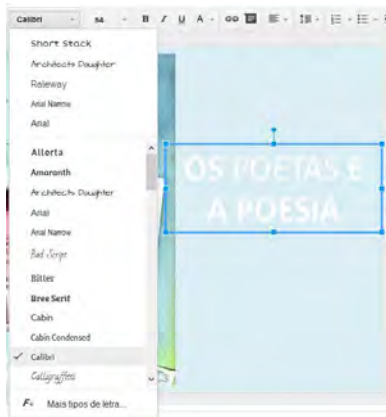 Calibri 54 B I U A
Short Stack
Architects Daughter
Raleway
Arial Narrow
Arial
Allerta
Amaranth
Architects Daughter
Arial
Arial Narrow
Bad Script
Bitter
Bree Serif
Cabin
Cabin Condensed
Calibri
Calligraffitti
Mais tipos de letra...
OS POETAS E
A POESIA